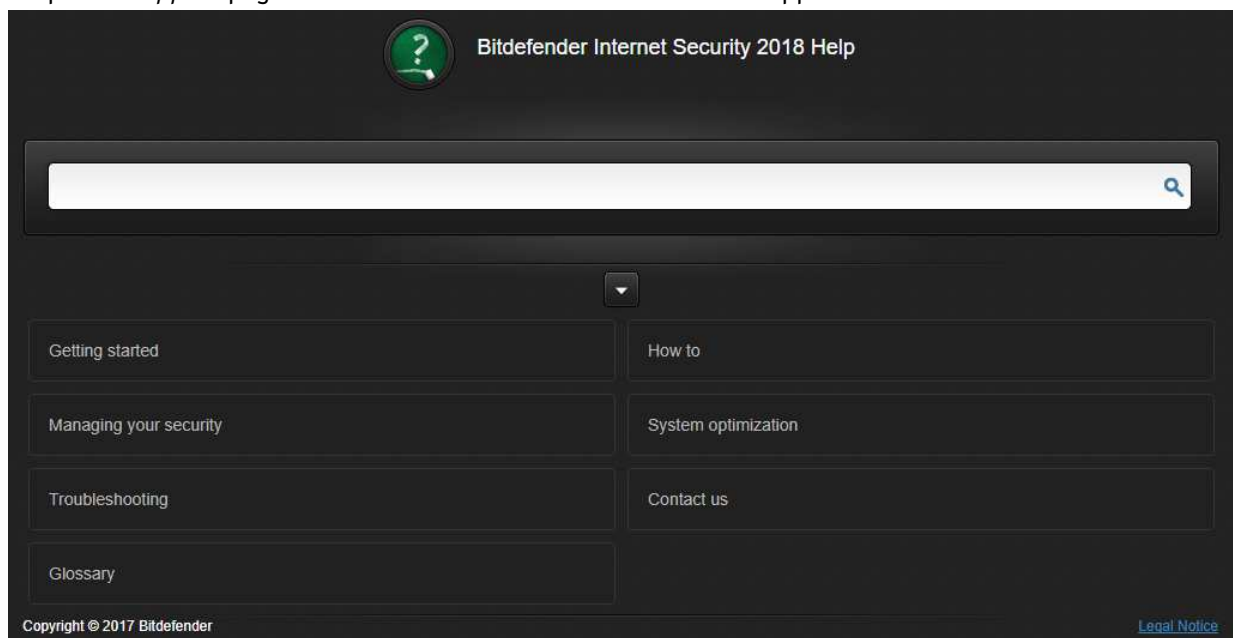 Bitdefender Internet Security 2018 Help
Getting started
How to
Managing your security
System optimization
Troubleshooting
Contact us
Glossary
Copyright © 2017 Bitdefender
Legal Notice